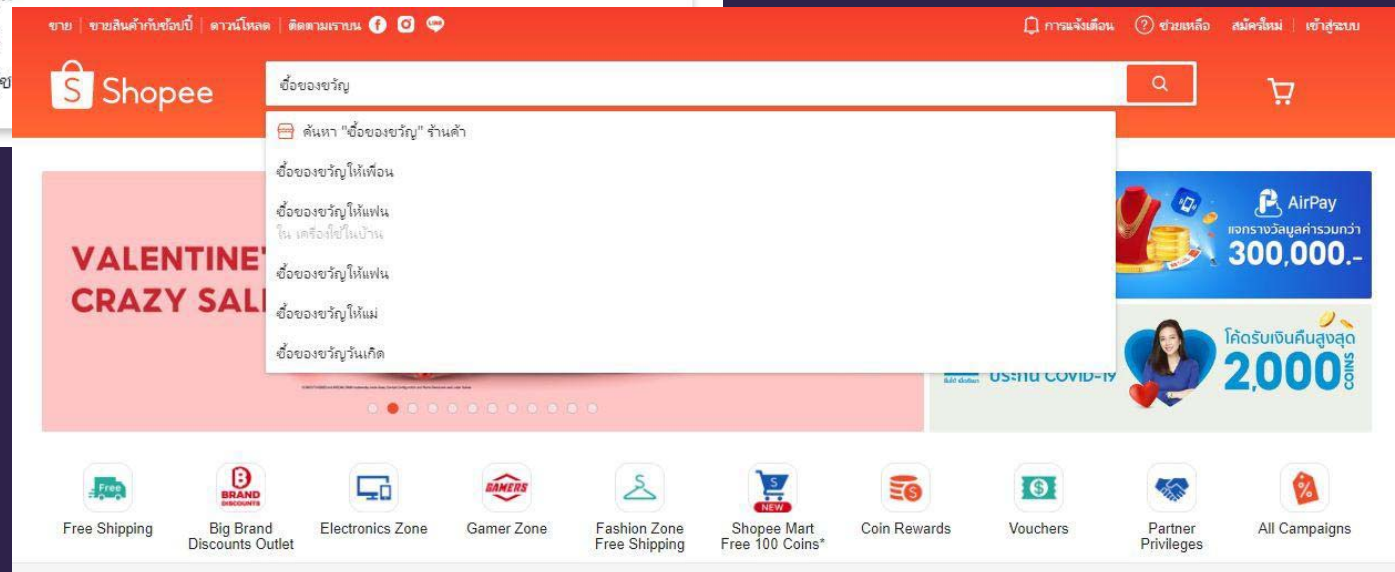 ขาย | ขายสินค้ากับช้อปปี้ | ดาวน์โหลด | ติดตามเราบน
การแจ้งเตือน ช่วยเหลือ สมัครใหม่ | เข้าสู่ระบบ
Shopee
ซื้อของขวัญ
ค้นหา "ซื้อของขวัญ" ร้านค้า
ซื้อของขวัญให้เพื่อน
ซื้อของขวัญให้แฟน
ใน เครื่องใช้ในบ้าน
ซื้อของขวัญให้แฟน
ซื้อของขวัญให้แม่
ซื้อของขวัญวันเกิด
VALENTINE'
CRAZY SAL
AirPay
แจกรางวัลมูลค่ารวมกว่า
300,000.-
ประกัน COVID-19
โค้ดรับเงินคืนสูงสุด
2,000 COINS
Free
BRAND
DISCOUNTS
GAMERS
NEW
Free Shipping
Big Brand
Discounts Outlet
Electronics Zone
Gamer Zone
Fashion Zone
Free Shipping
Shopee Mart
Free 100 Coins*
Coin Rewards
Vouchers
Partner
Privileges
All Campaigns